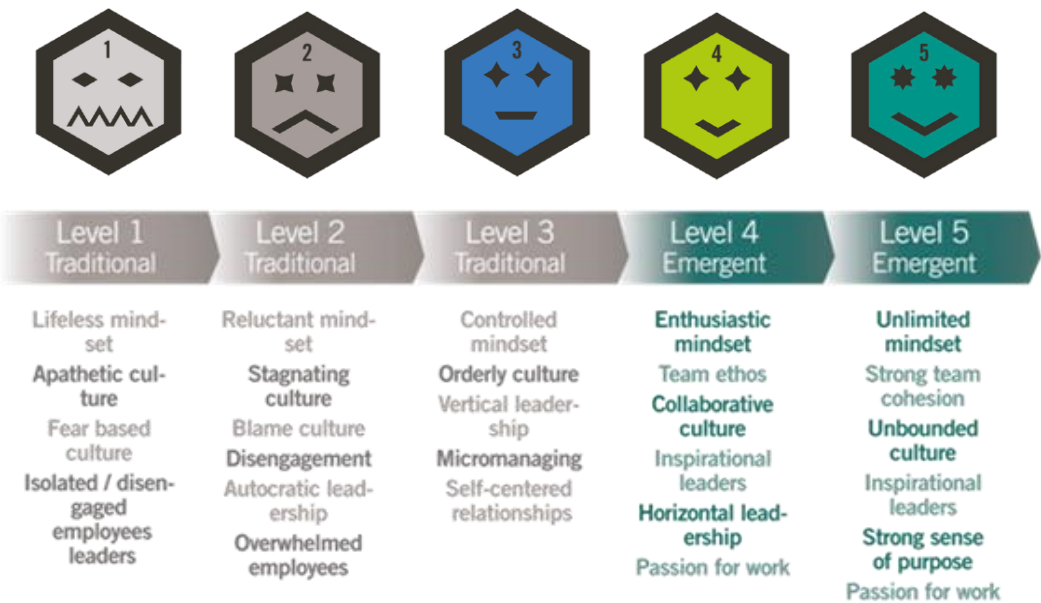 1
2
3
4
5
Level 1
Traditional
Level 2
Traditional
Level 3
Traditional
Level 4
Emergent
Level 5
Emergent
Lifeless mind-
set
Apathetic cul-
ture
Fear based
culture
Isolated / disen-
gaged
employees
leaders
Reluctant mind-
set
Stagnating
culture
Blame culture
Disengagement
Autocratic lead-
ership
Overwhelmed
employees
Controlled
mindset
Orderly culture
Vertical leader-
ship
Micromanaging
Self-centered
relationships
Enthusiastic
mindset
Team ethos
Collaborative
culture
Inspirational
leaders
Horizontal lead-
ership
Passion for work
Unlimited
mindset
Strong team
cohesion
Unbounded
culture
Inspirational
leaders
Strong sense
of purpose
Passion for work